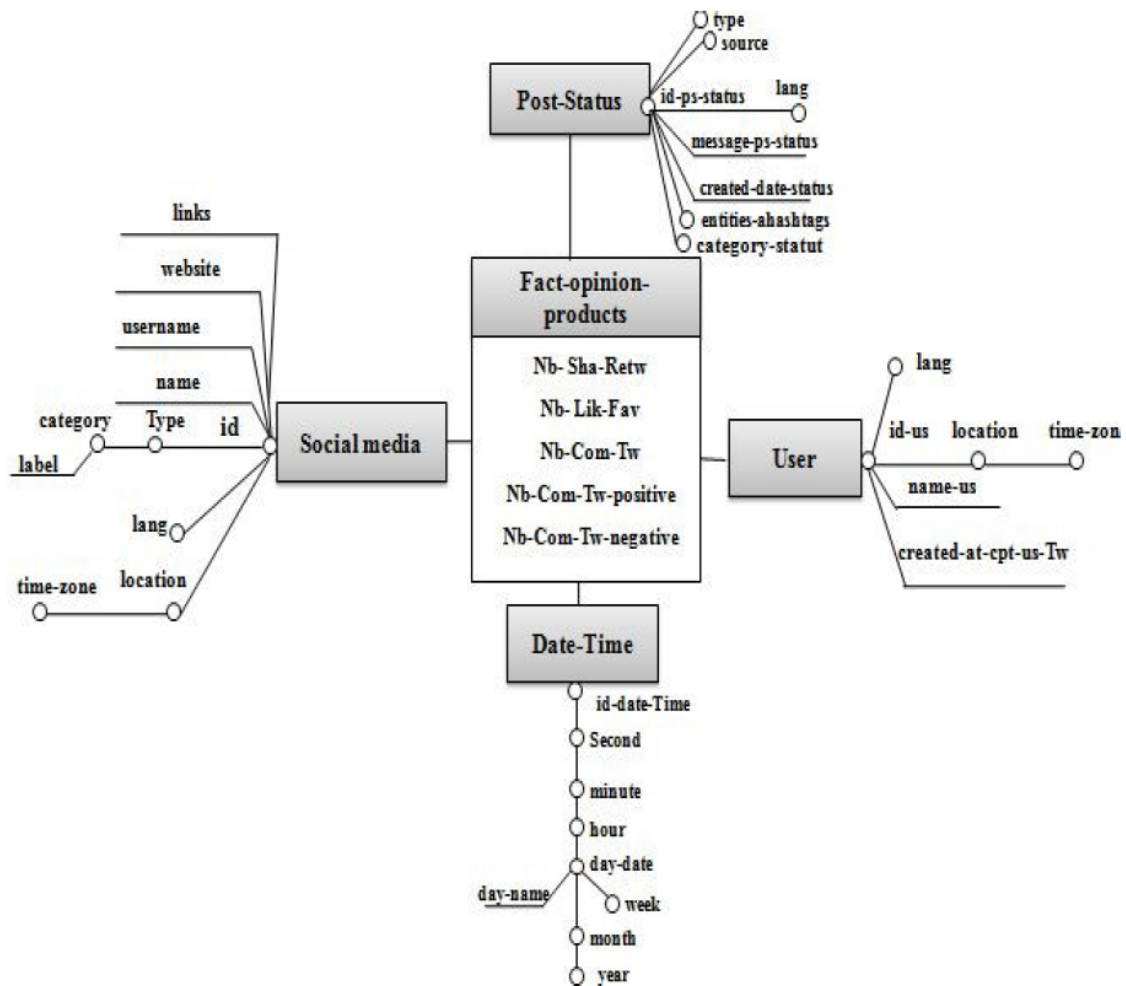 type
source
Post-Status
id-ps-status
lang
message-ps-status
created-date-status
entities-ahashtags
category-statut
links
website
username
name
category
Type
id
label
Social media
lang
time-zone
location
Fact-opinion-
products
Nb- Sha-Retw
Nb- Lik-Fav
Nb-Com-Tw
Nb-Com-Tw-positive
Nb-Com-Tw-negative
lang
User
id-us
location
time-zon
name-us
created-at-cpt-us-Tw
Date-Time
id-date-Time
Second
minute
hour
day-date
day-name
week
month
year